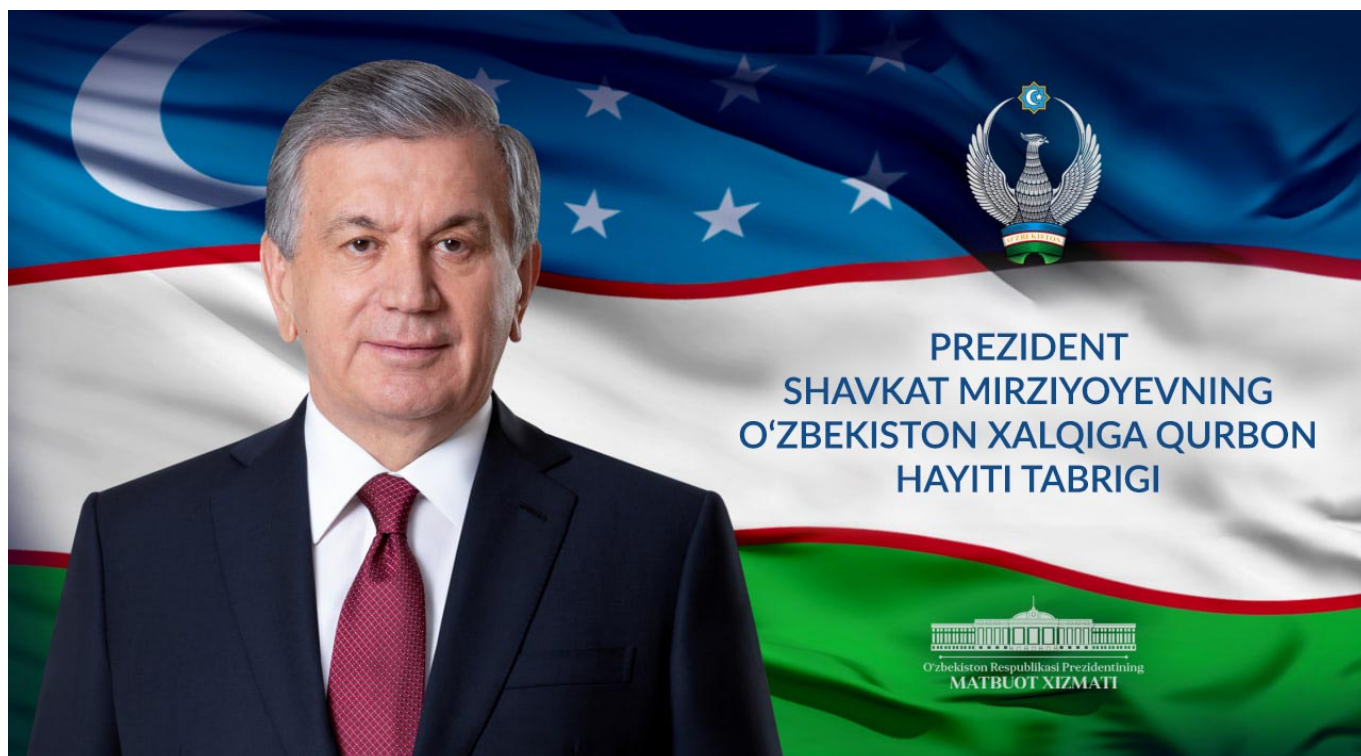 O‘ZBEKISTON
PREZIDENT
SHAVKAT MIRZIYOYEVNING
O‘ZBEKISTON XALQIGA QURBON
HAYITI TABRIGI
O‘zbekiston Respublikasi Prezidentining
MATBUOT XIZMATI